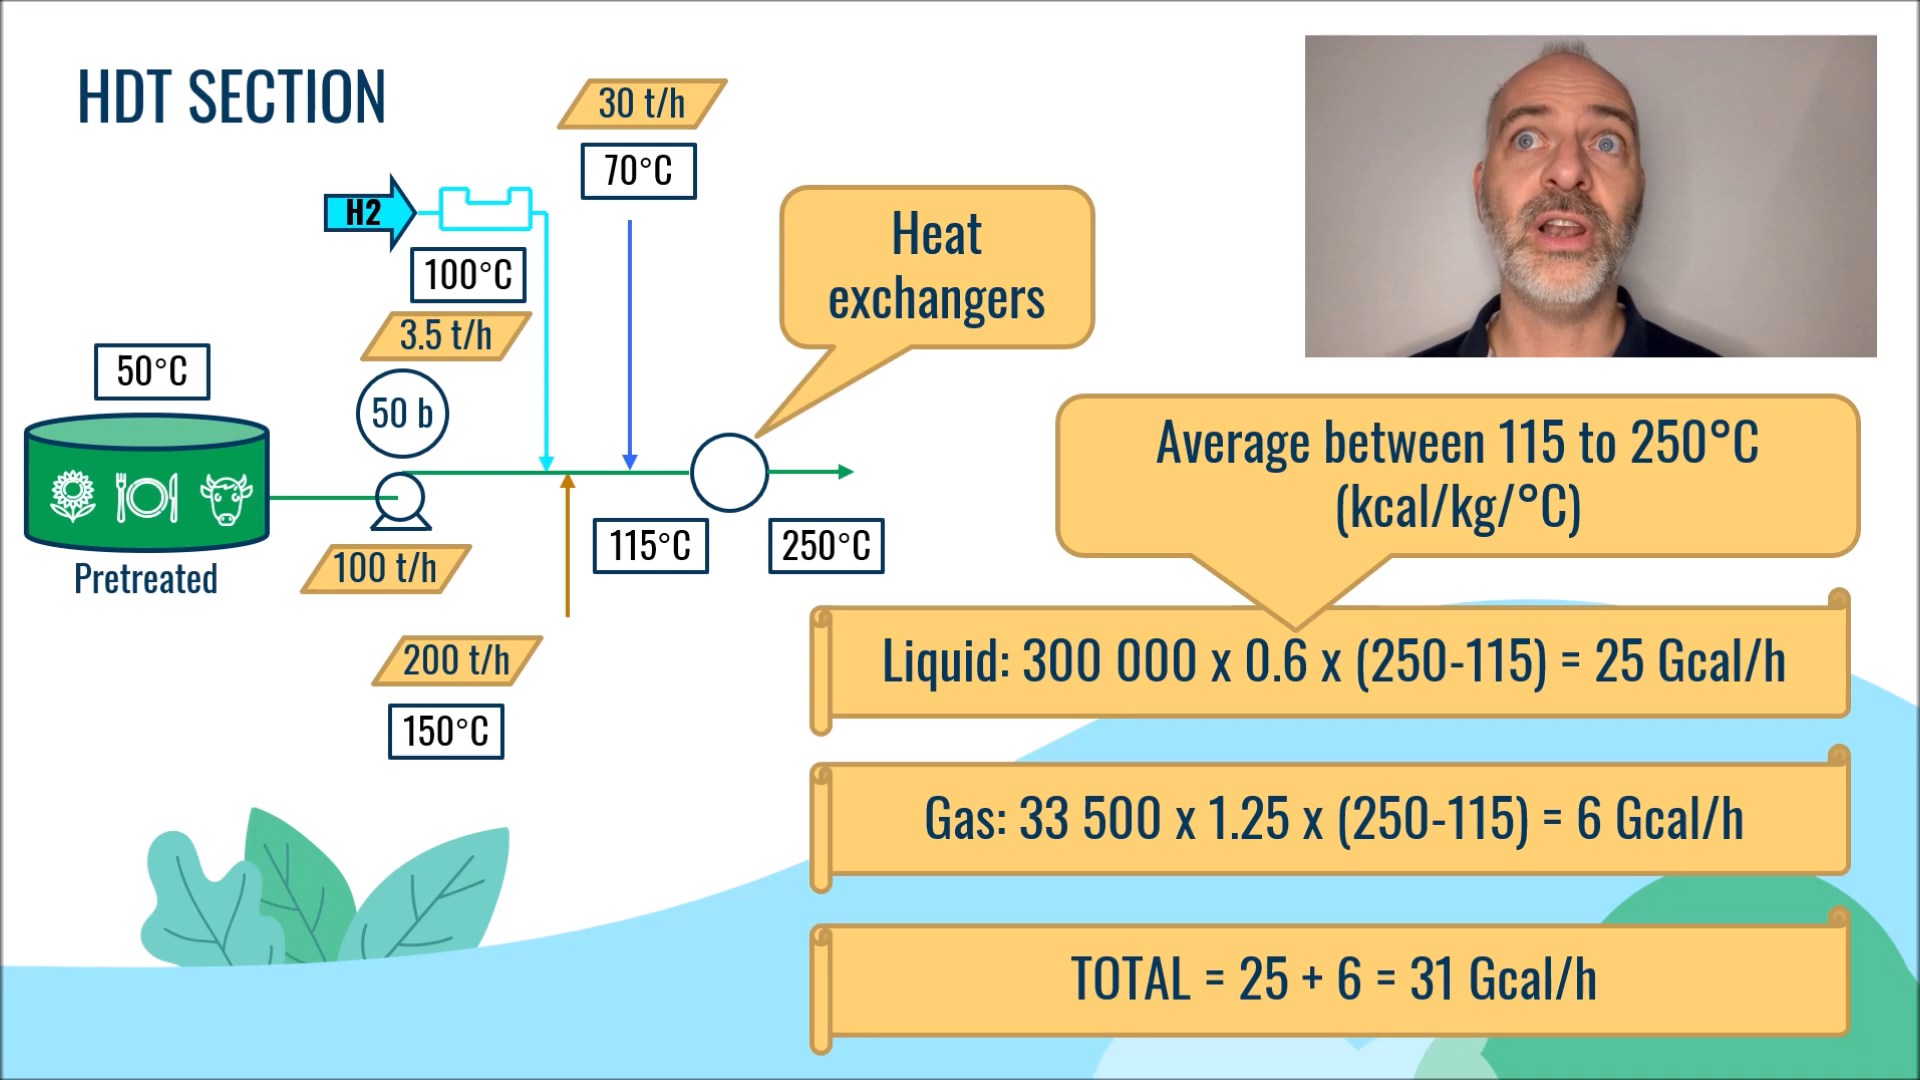 HDT SECTION
30 t/h
70°C
H2
100°C
3.5 t/h
50°C
50 b
Heat
exchangers
Pretreated
100 t/h
115°C
250°C
200 t/h
150°C
Average between 115 to 250°C
(kcal/kg/°C)
Liquid: 300 000 x 0.6 x (250-115) = 25 Gcal/h
Gas: 33 500 x 1.25 x (250-115) = 6 Gcal/h
TOTAL = 25 + 6 = 31 Gcal/h